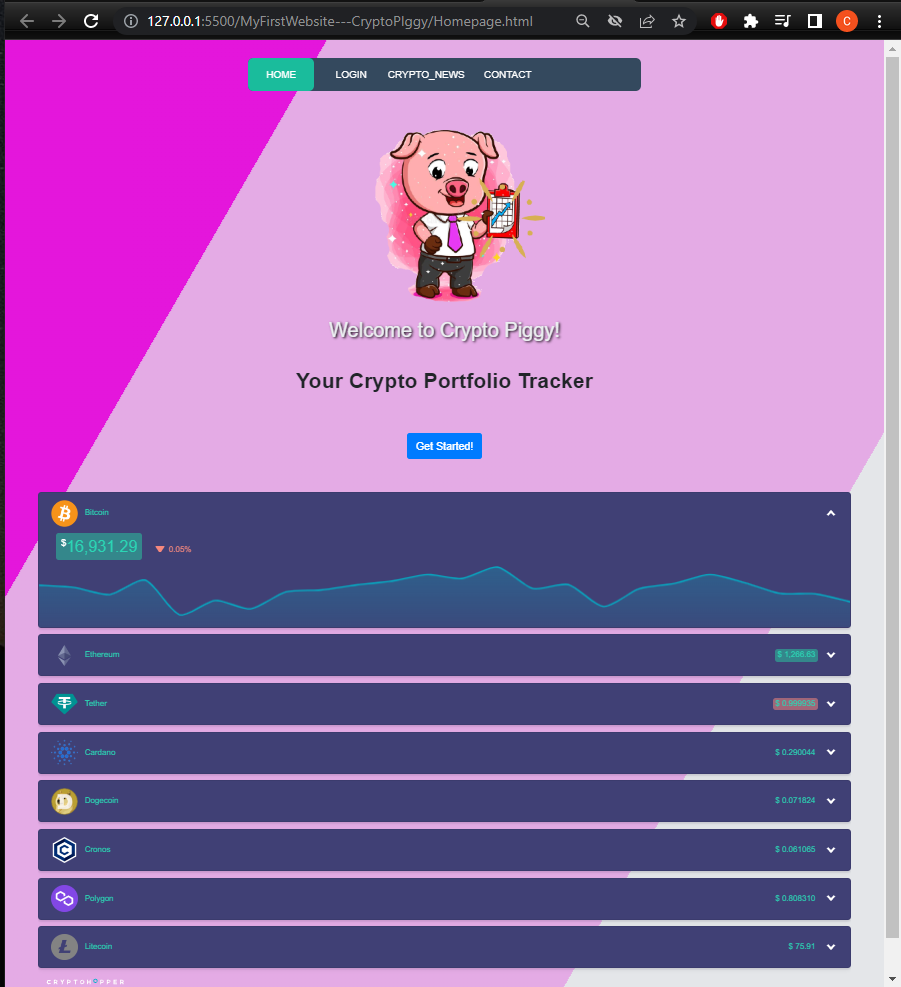 127.0.0.1:5500/MyFirstWebsite---CryptoPIggy/Homepage.html
C
HOME LOGIN CRYPTO_NEWS CONTACT
Welcome to Crypto Piggy!
Your Crypto Portfolio Tracker
Get Started!
Bitcoin
$16,931.29 0.05%
Ethereum $ 1,266.63
Tether $ 0.999935
Cardano $ 0.290044
Dogecoin $ 0.071824
Cronos $ 0.061065
Polygon $ 0.808310
Litecoin $ 75.91
CRYPTOHOPPER